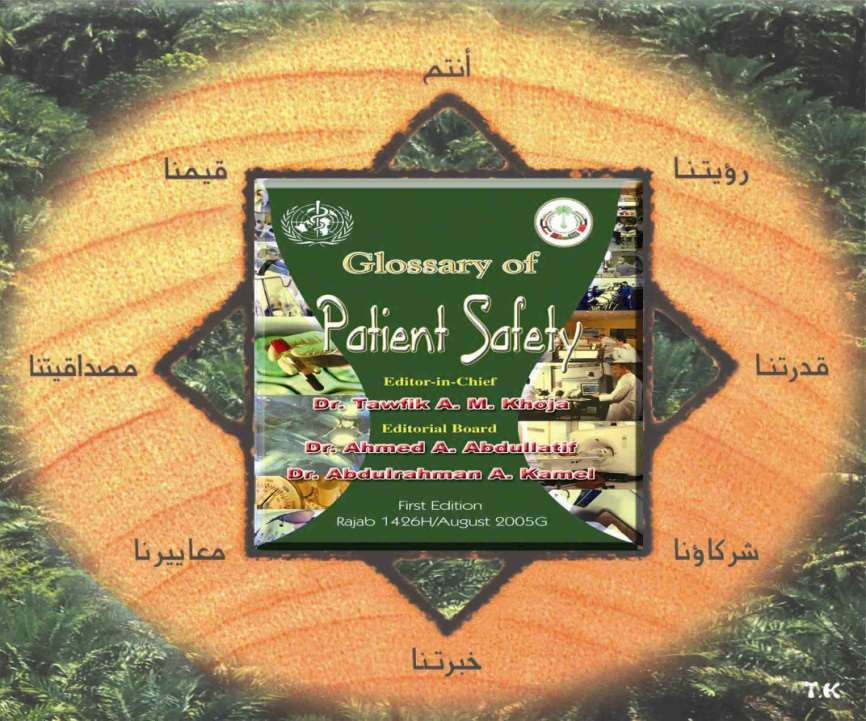 أنتم
رؤيتنا
قيمنا
Glossary of
Patient Safety
Editor-in-Chief
Dr. Tawfik A. M. Khoja
Editorial Board
Dr. Ahmed A. Abdullatif
Dr. Abdulrahman A. Kamel
First Edition
Rajab 1426H/August 2005G
قدرتنا
مصداقيتنا
شركاؤنا
معاييرنا
خبرتنا
T.K